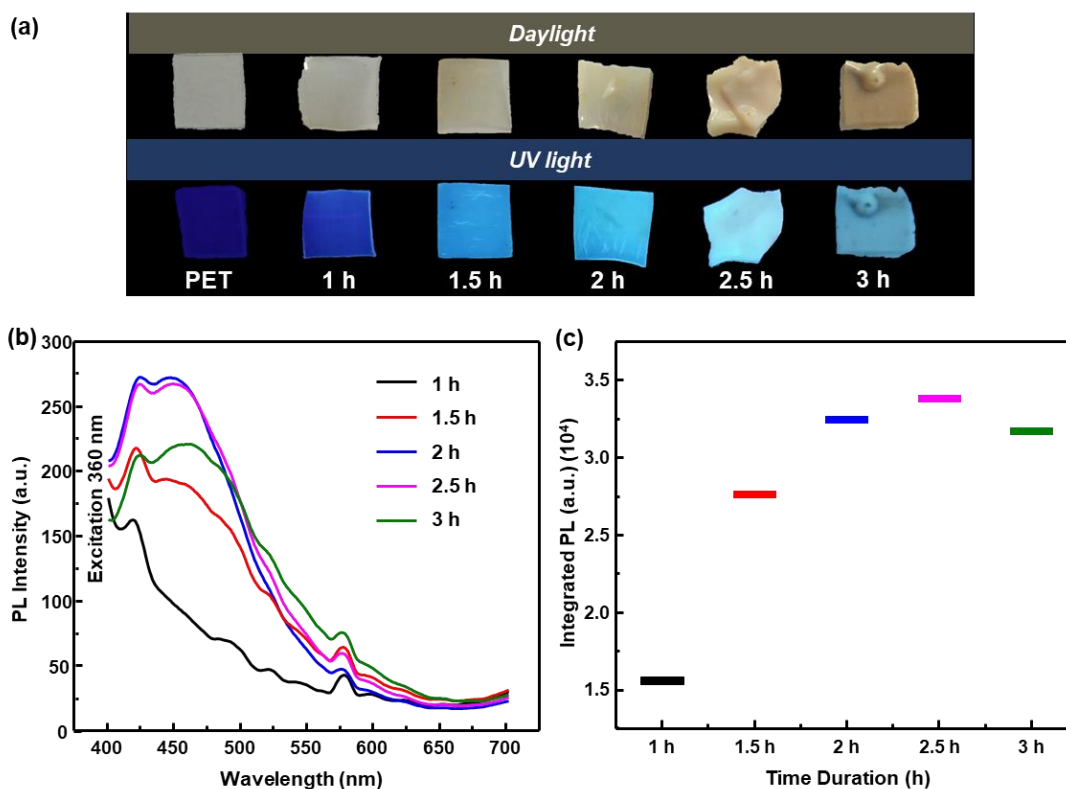 (a)
Daylight
UV light
PET 1 h 1.5 h 2 h 2.5 h 3 h
(b)
PL Intensity (a.u.)
300
250
200
150
100
50
0
Excitation 360 nm
1 h
1.5 h
2 h
2.5 h
3 h
400 450 500 550 600 650 700
Wavelength (nm)
(c)
Integrated PL (a.u.) (10⁴)
3.5
3.0
2.5
2.0
1.5
1 h 1.5 h 2 h 2.5 h 3 h
Time Duration (h)